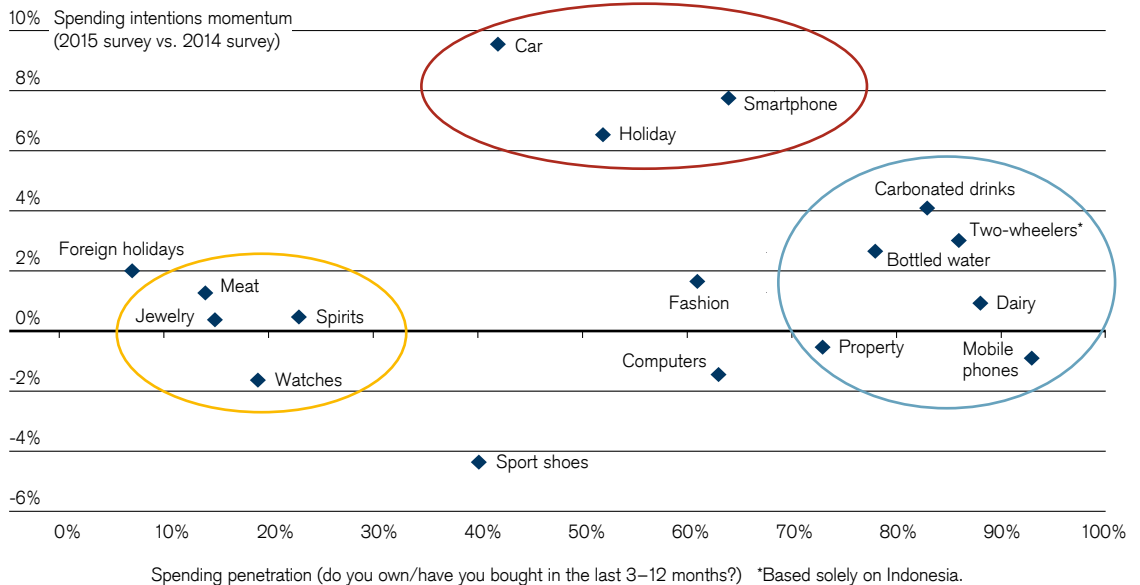 10%
Spending intentions momentum
(2015 survey vs. 2014 survey)
Car
8%
Smartphone
Holiday
6%
Carbonated drinks
4%
Two-wheelers*
Foreign holidays
Bottled water
2%
Meat
Fashion
Dairy
Jewelry
Spirits
0%
Property
Mobile
phones
Computers
Watches
-2%
-4%
Sport shoes
-6%
0% 10% 20% 30% 40% 50% 60% 70% 80% 90% 100%
Spending penetration (do you own/have you bought in the last 3–12 months?) *Based solely on Indonesia.